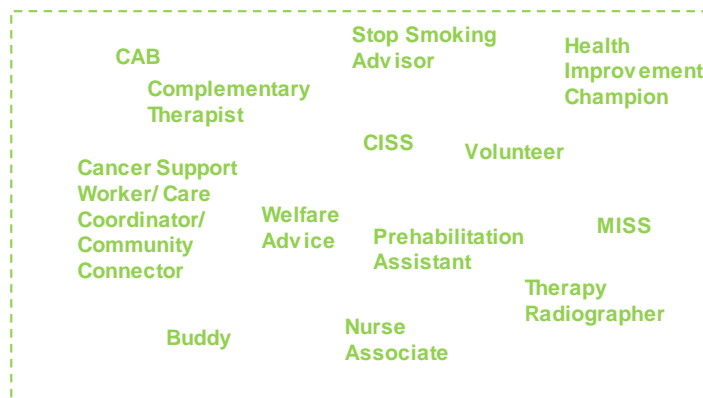 CAB
Complementary
Therapist
Stop Smoking
Advisor
Health
Improvement
Champion
CISS
Volunteer
Cancer Support
Worker/ Care
Coordinator/
Community
Connector
Welfare
Advice
Prehabilitation
Assistant
MISS
Therapy
Radiographer
Buddy
Nurse
Associate